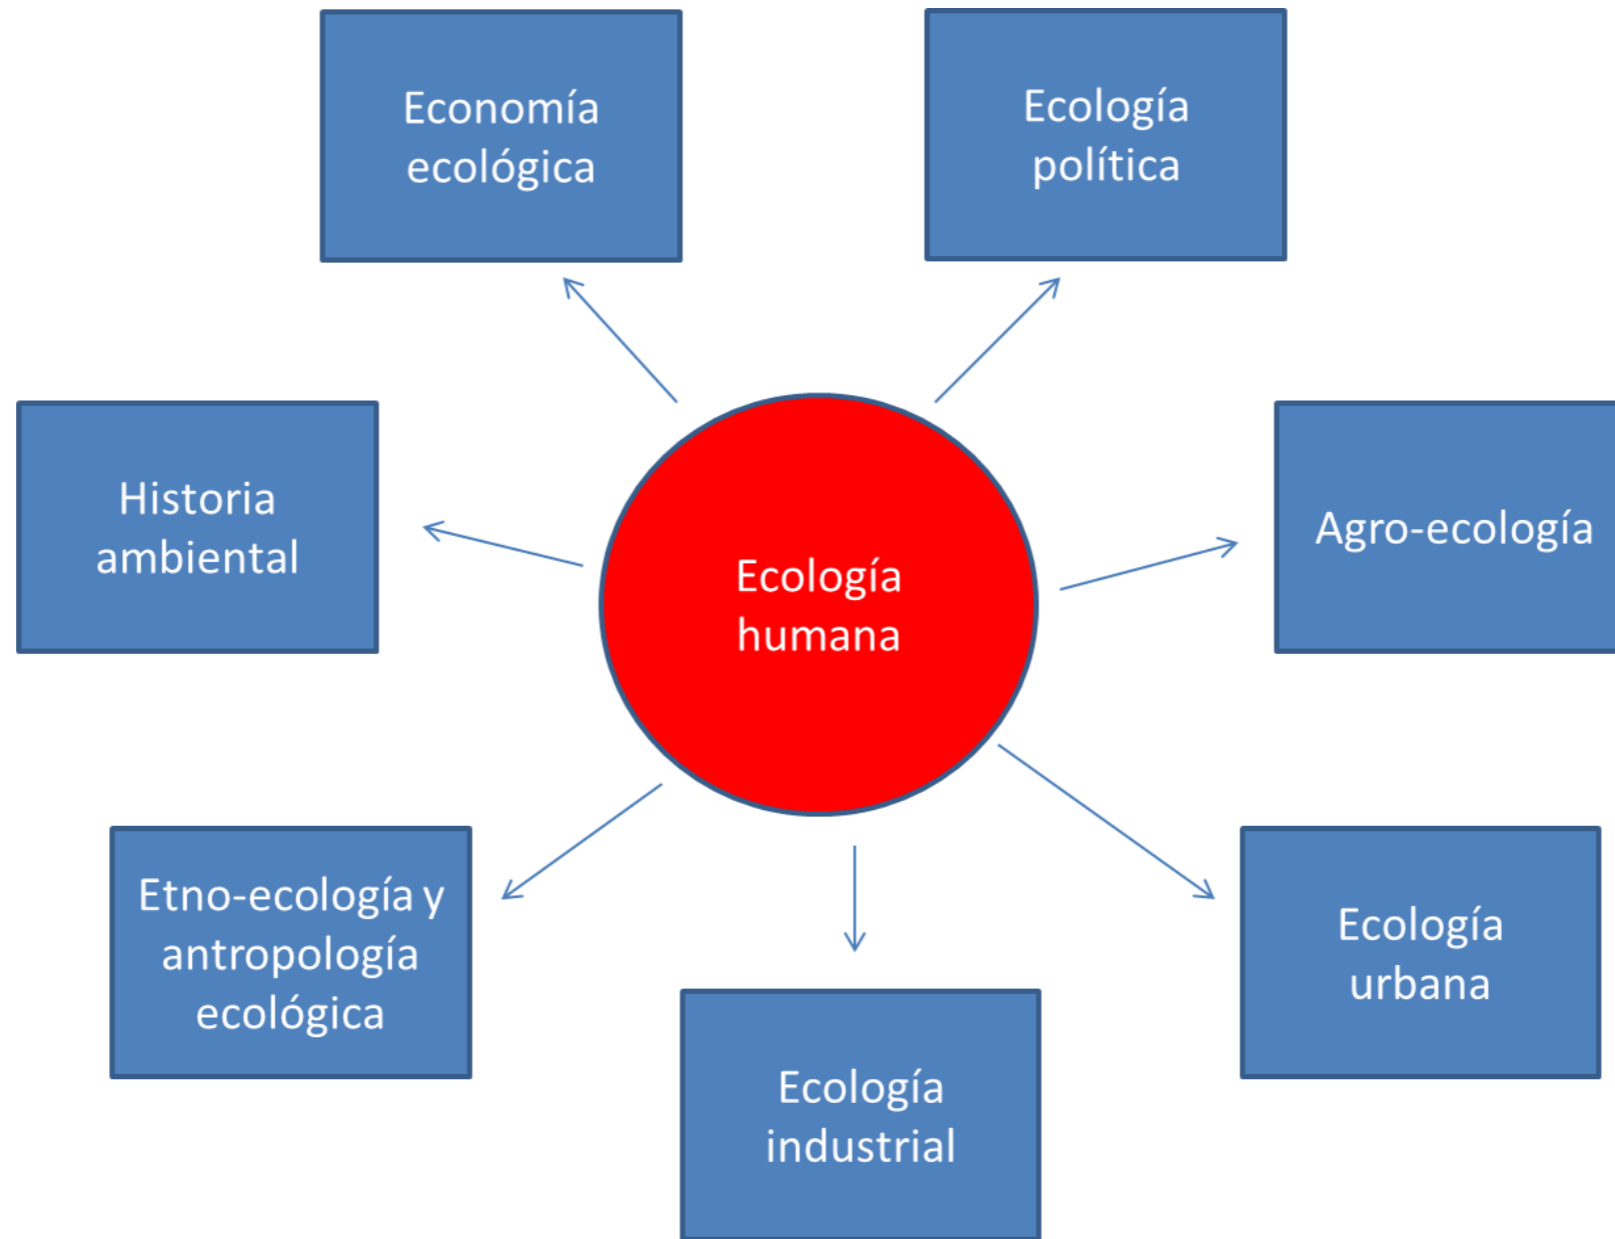 Economía
ecológica
Ecología
política
Historia
ambiental
Agro-ecología
Ecología
humana
Etno-ecología y
antropología
ecológica
Ecología
urbana
Ecología
industrial